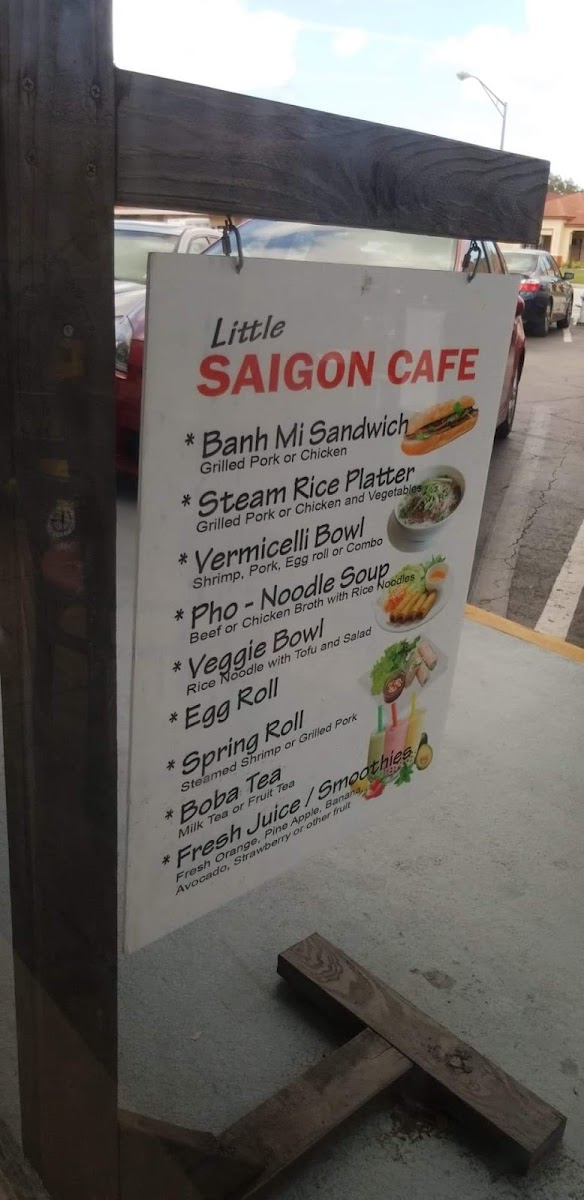 Little
SAIGON CAFE
* Banh Mi Sandwich
Grilled Pork or Chicken
* Steam Rice Platter
Grilled Pork or Chicken and Vegetables
* Vermicelli Bowl
Shrimp, Pork, Egg roll or Combo
* Pho - Noodle Soup
Beef or Chicken Broth with Rice Noodles
* Veggie Bowl
Rice Noodle with Tofu and Salad
* Egg Roll
* Spring Roll
Steamed Shrimp or Grilled Pork
* Boba Tea
Milk Tea or Fruit Tea
* Fresh Juice / Smoothies
Fresh Orange, Pine Apple, Banana,
Avocado, Strawberry or other fruit